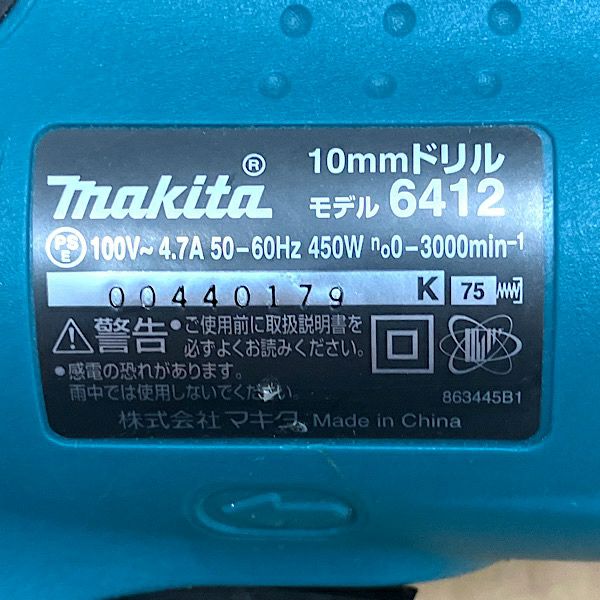 makita® 10mmドリル
モデル 6412
PSE 100V~ 4.7A 50-60Hz 450W n₀0-3000min⁻¹
00440179 K 75
警告 ●ご使用前に取扱説明書を
必ずよくお読みください。
●感電の恐れがあります。
雨中では使用しないでください。
863445B1
株式会社マキタ Made in China